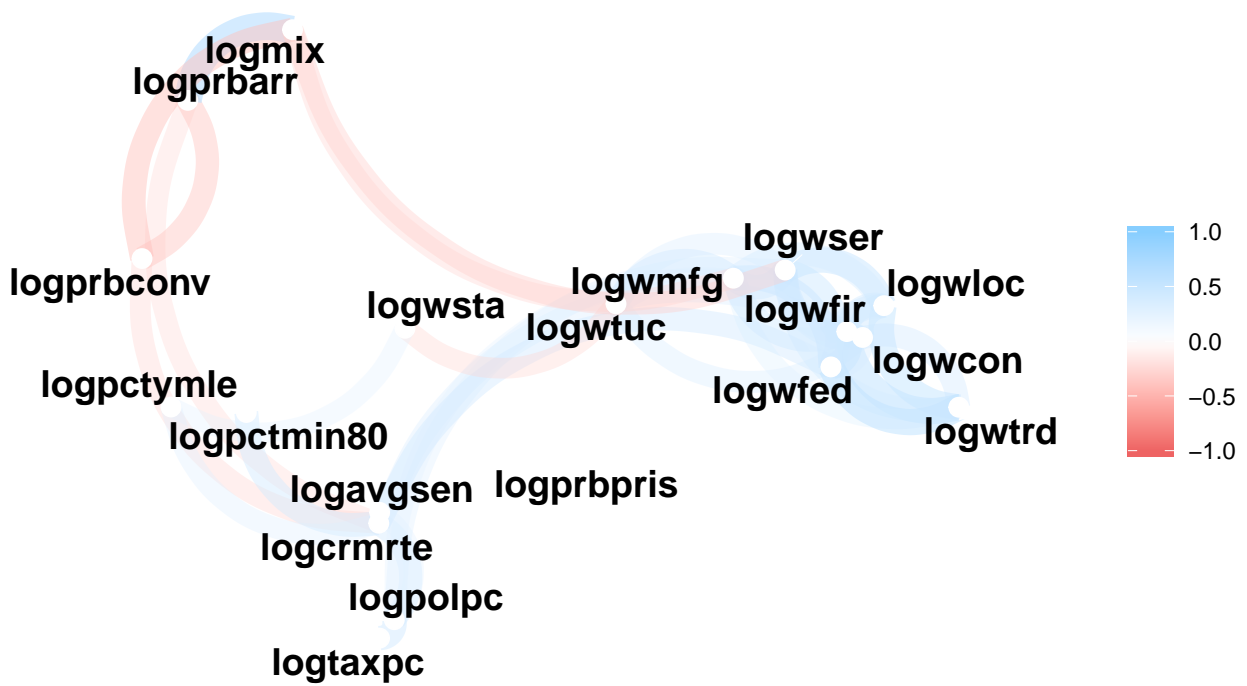 logmix
logprbarr
logwser
logprbconv
logwmfg
logwloc
logwsta
logwfir
logwtuc
logwcon
logpctymle
logwfed
logpctmin80
logwtrd
logavgsen
logprbpris
logcrmrte
logpolpc
logtaxpc
1.0
0.5
0.0
−0.5
−1.0